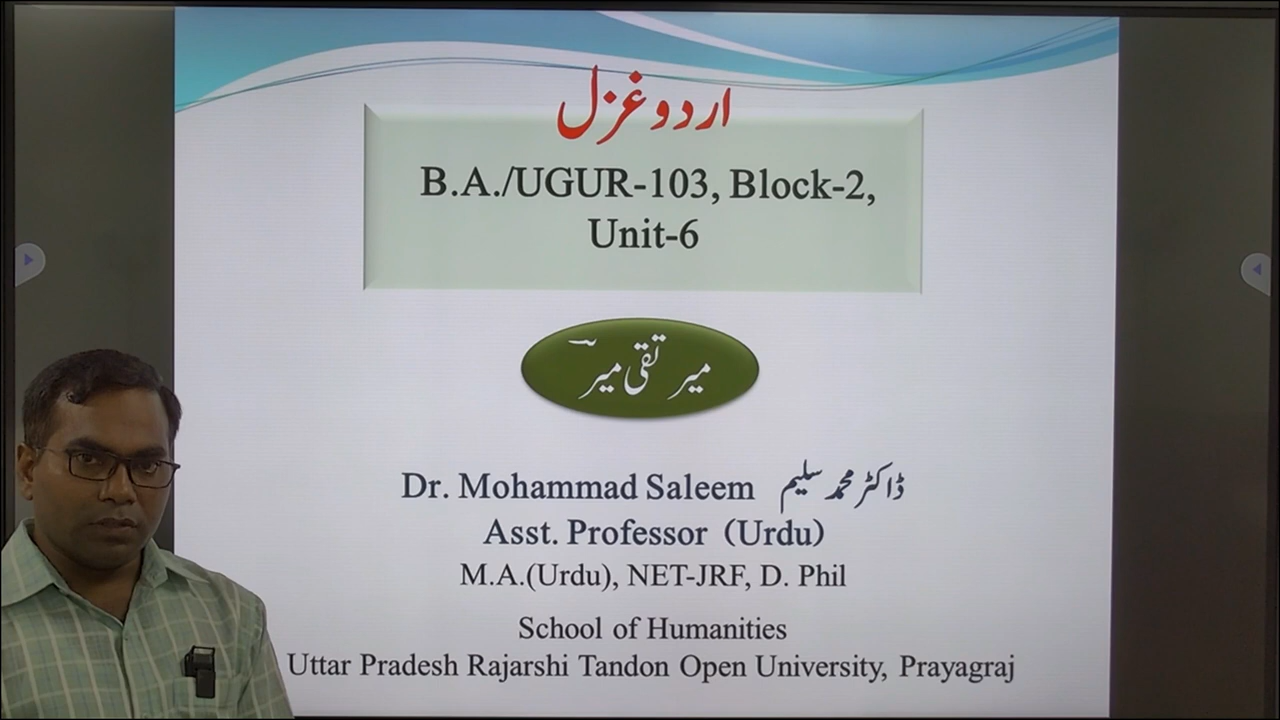 اردو غزل
B.A./UGUR-103, Block-2,
Unit-6
میر تقی میرؔ
Dr. Mohammad Saleem ڈاکٹر محمد سلیم
Asst. Professor (Urdu)
M.A.(Urdu), NET-JRF, D. Phil
School of Humanities
Uttar Pradesh Rajarshi Tandon Open University, Prayagraj